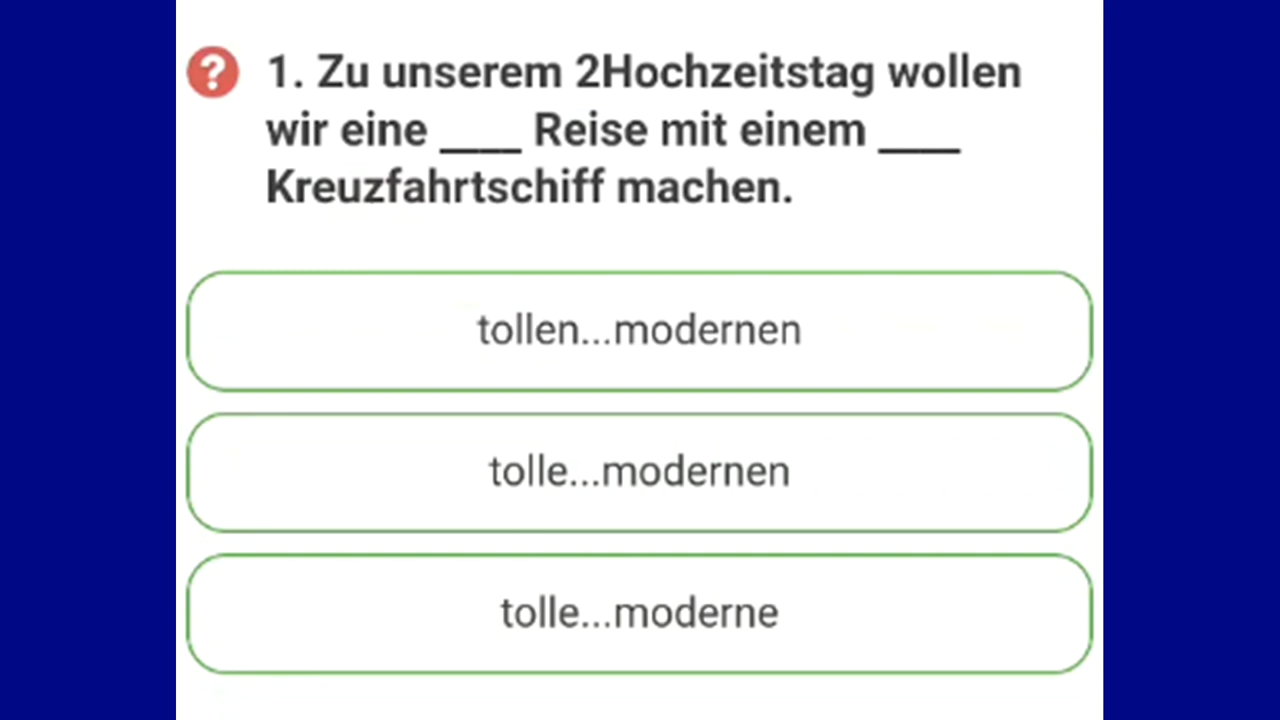 ?
1. Zu unserem 2Hochzeitstag wollen
wir eine ____ Reise mit einem ____
Kreuzfahrtschiff machen.
tollen...modernen
tolle...modernen
tolle...moderne